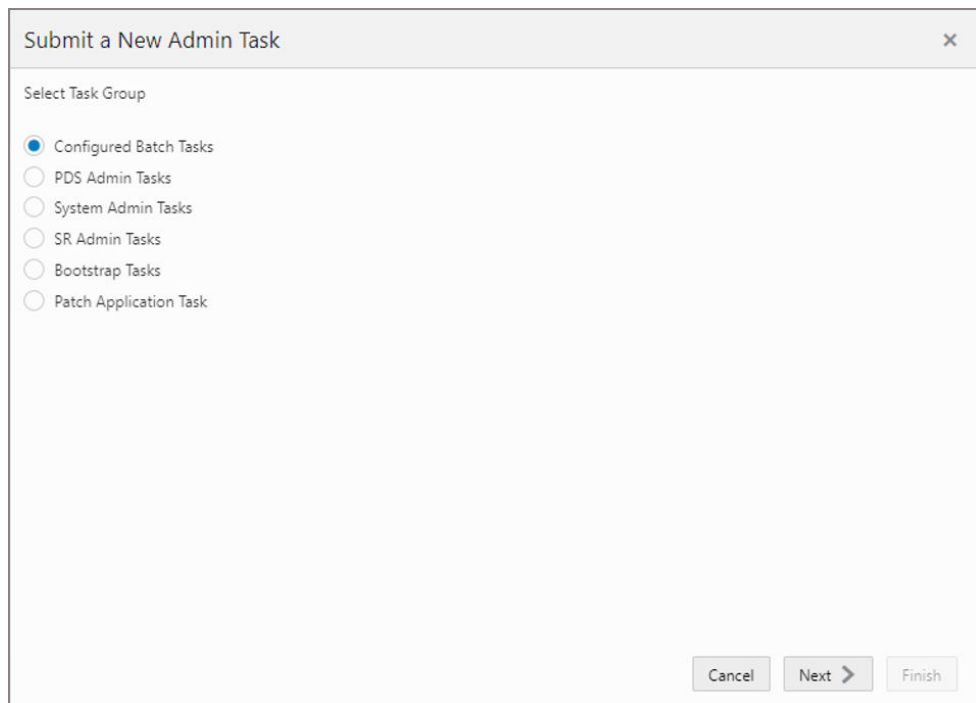 Submit a New Admin Task
Select Task Group
Configured Batch Tasks
PDS Admin Tasks
System Admin Tasks
SR Admin Tasks
Bootstrap Tasks
Patch Application Task
Cancel Next Finish